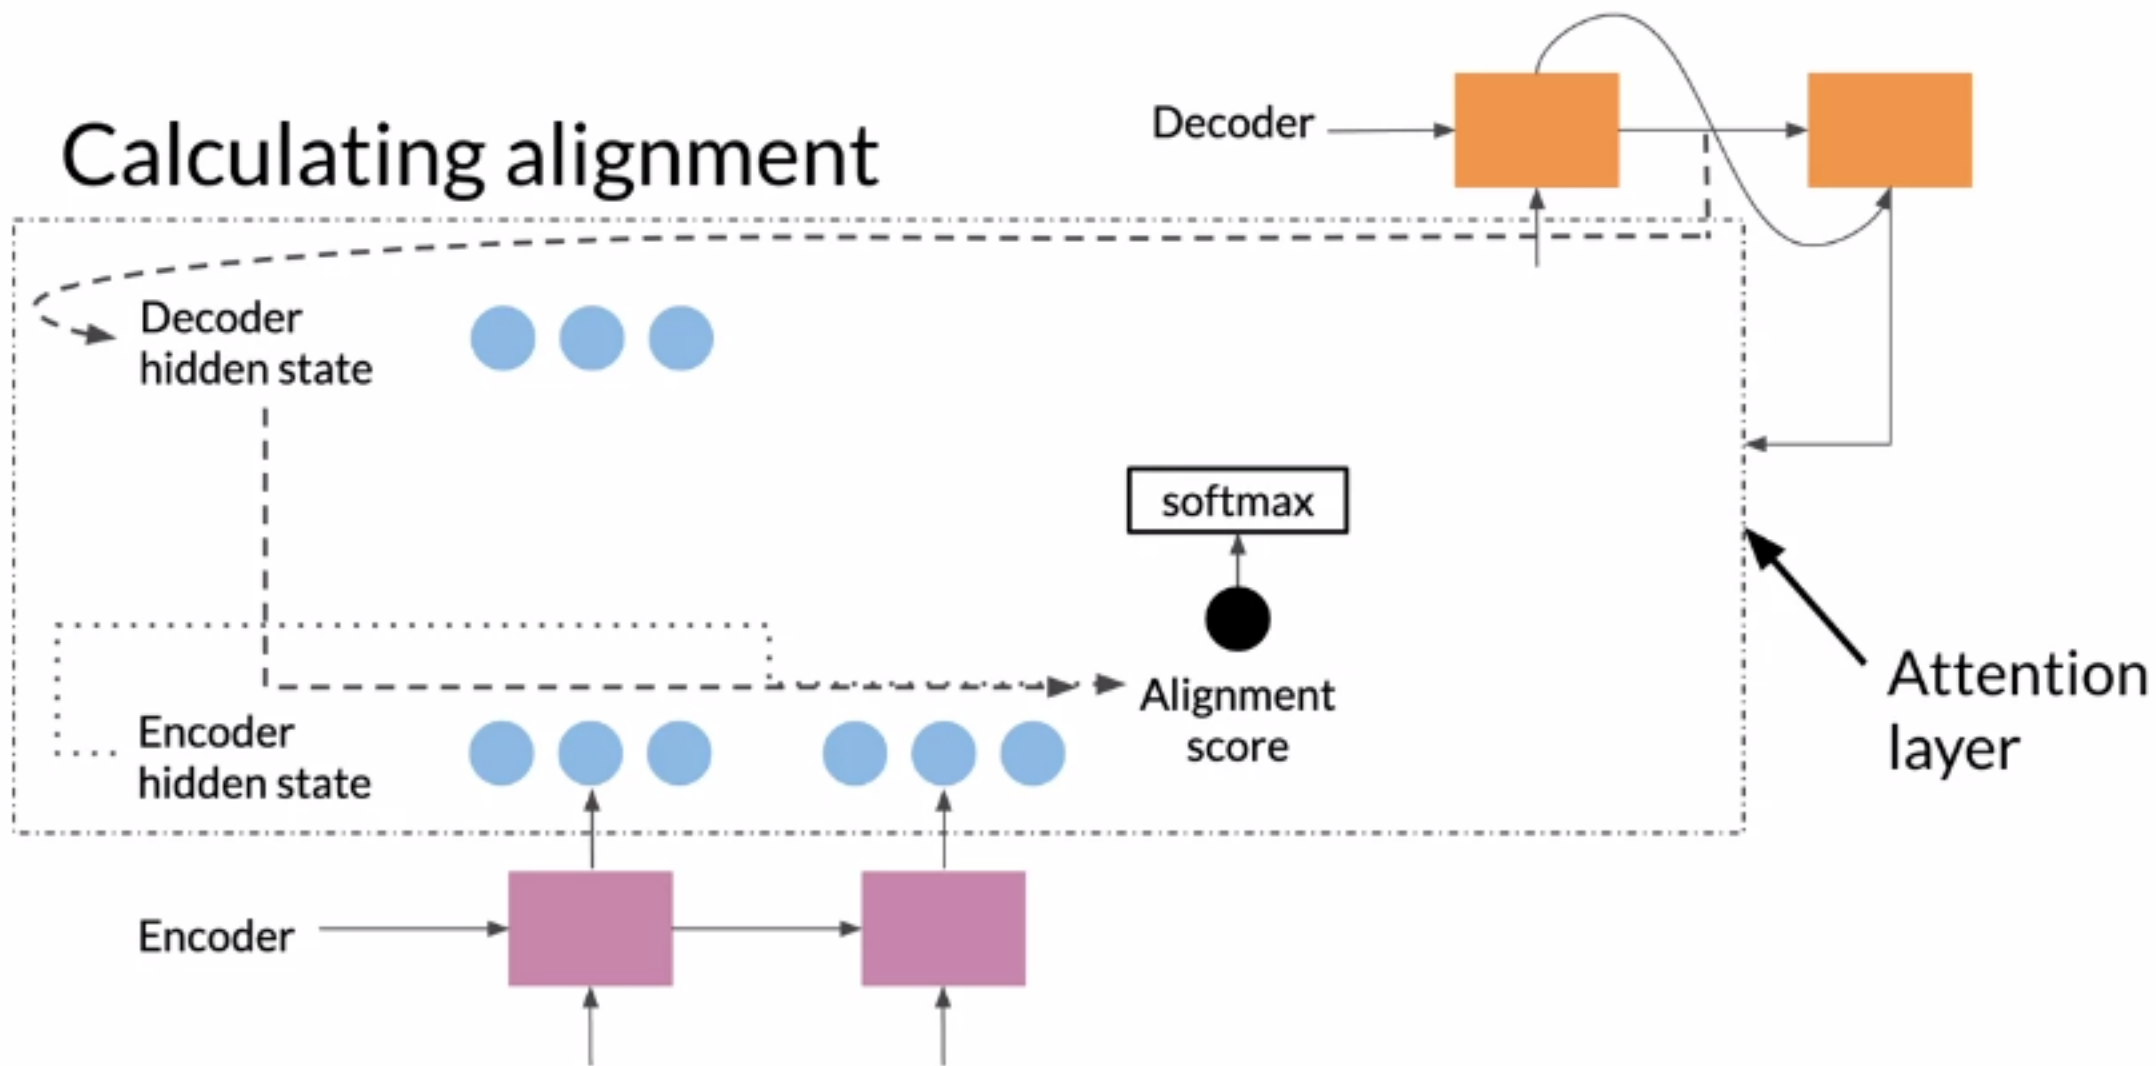 Calculating alignment
Decoder
Decoder
hidden state
softmax
Alignment
score
Attention
layer
Encoder
hidden state
Encoder